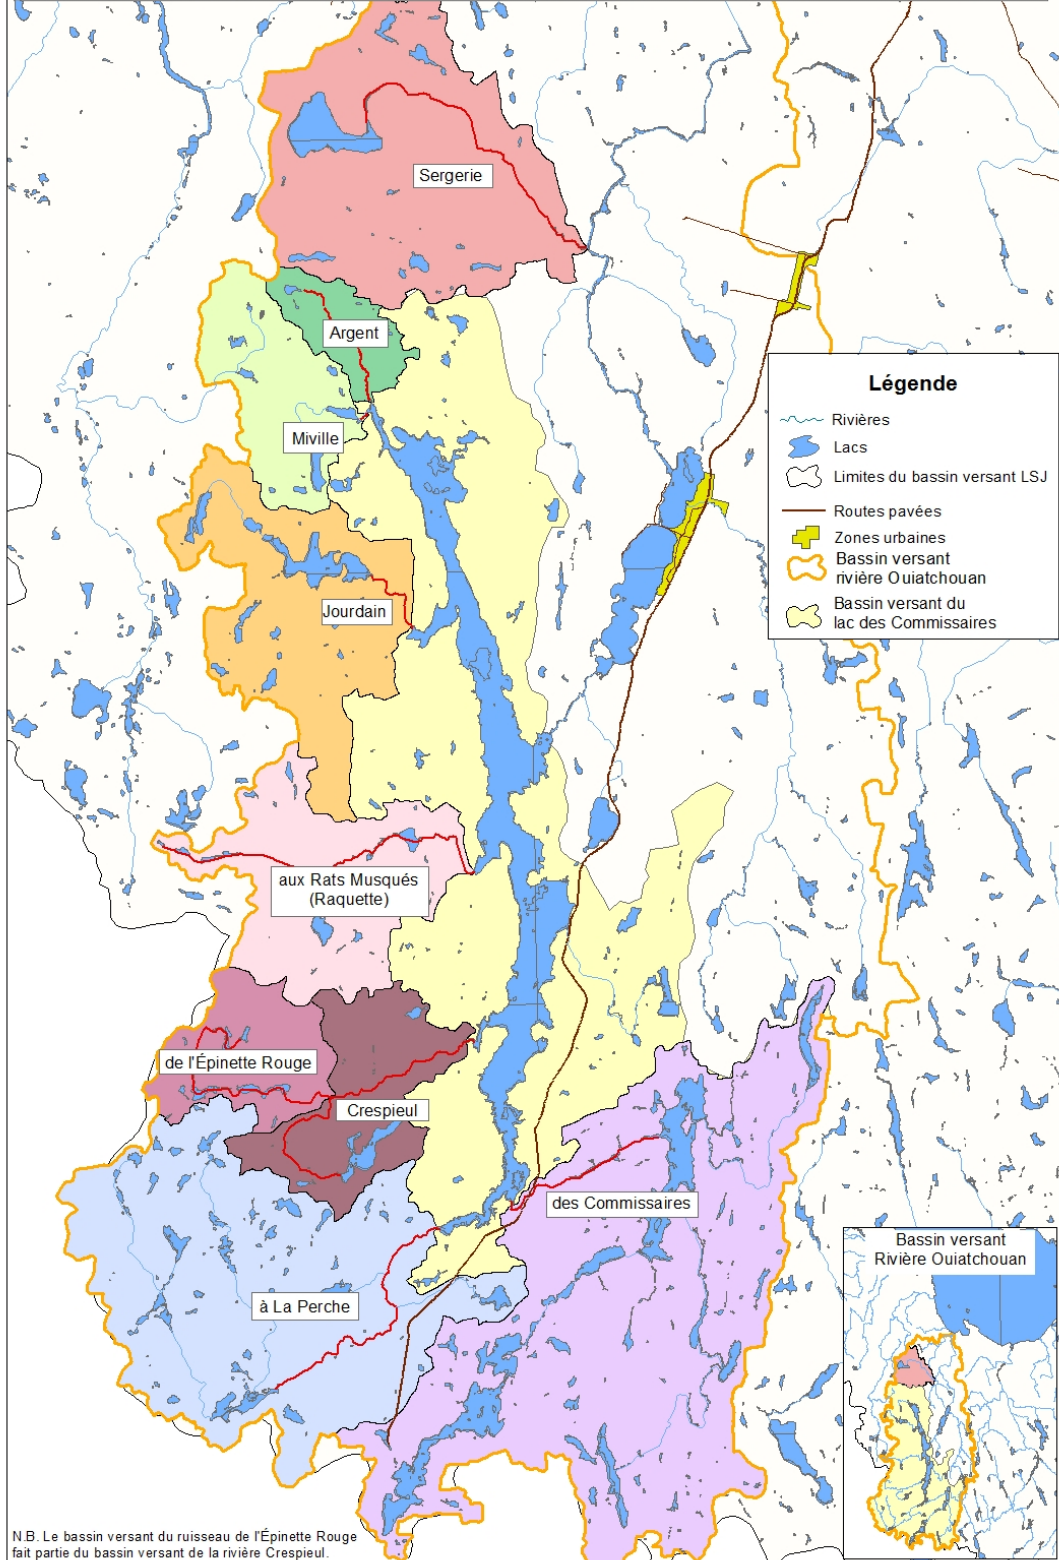 Sergerie
Argent
Miville
Jourdain
aux Rats Musqués
(Raquette)
de l'Épinette Rouge
Crespieul
des Commissaires
à La Perche
Légende
Rivières
Lacs
Limites du bassin versant LSJ
Routes pavées
Zones urbaines
Bassin versant
rivière Ouiatchouan
Bassin versant du
lac des Commissaires
Bassin versant
Rivière Ouiatchouan
N.B. Le bassin versant du ruisseau de l'Épinette Rouge
fait partie du bassin versant de la rivière Crespieul.